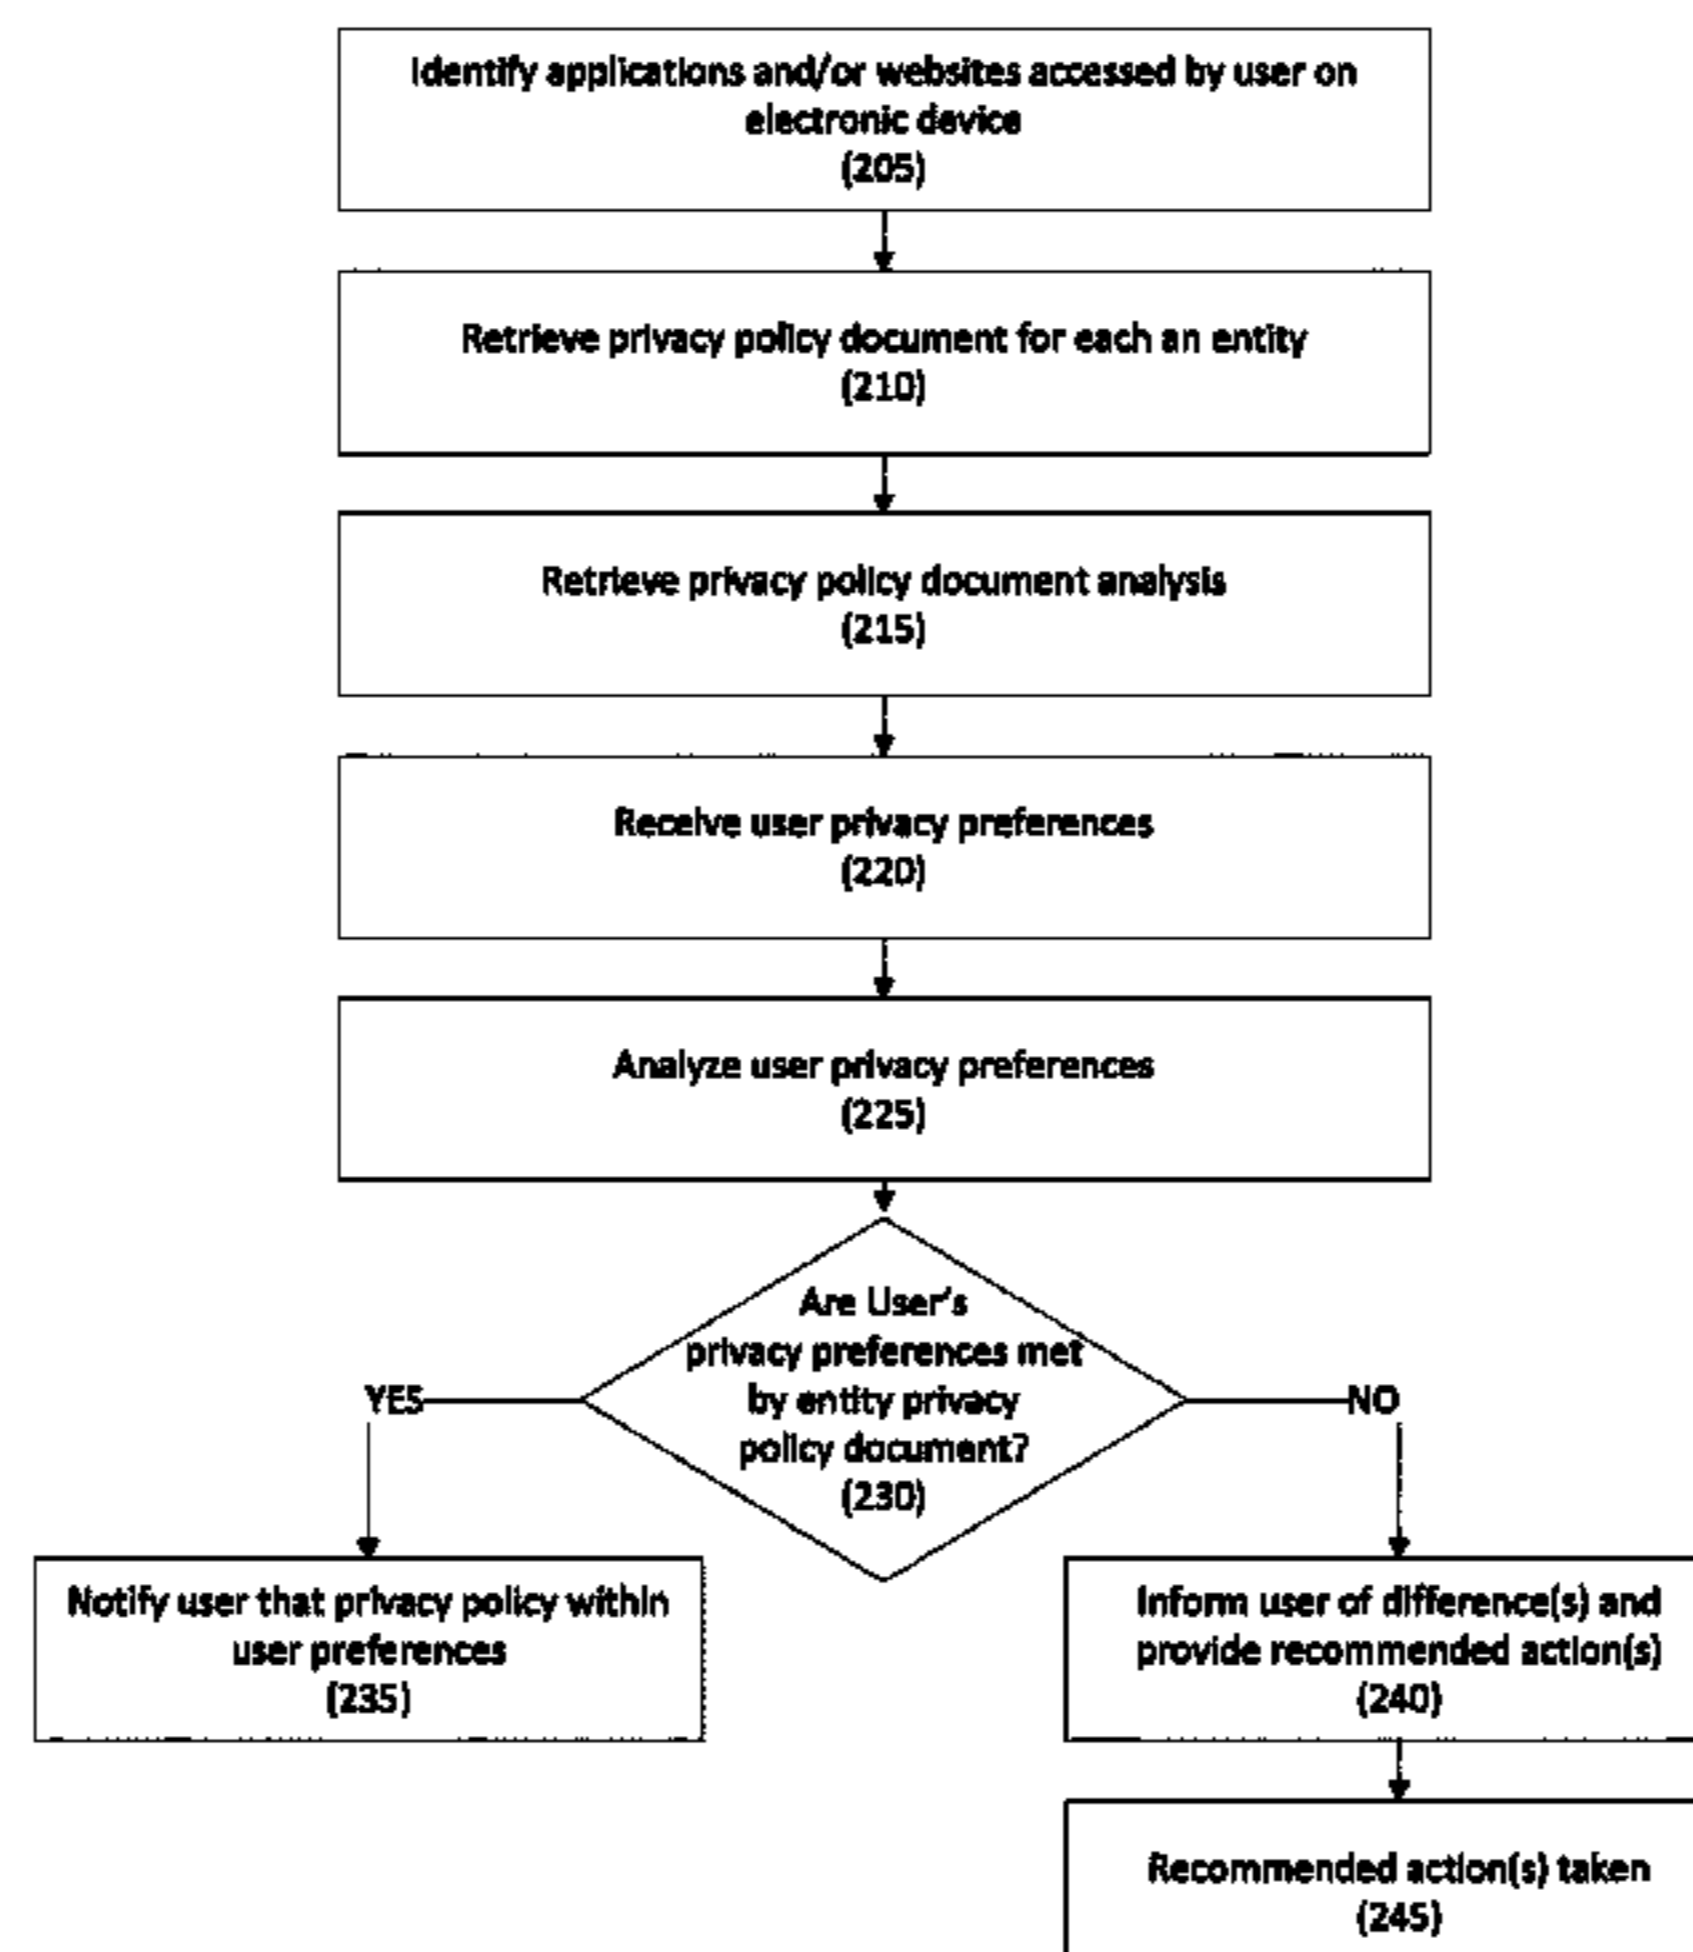 Identify applications and/or websites accessed by user on
electronic device
(205)
Retrieve privacy policy document for each an entity
(210)
Retrieve privacy policy document analysis
(215)
Receive user privacy preferences
(220)
Analyze user privacy preferences
(225)
Are User's
privacy preferences met
by entity privacy
policy document?
(230)
YES
NO
Notify user that privacy policy within
user preferences
(235)
Inform user of difference(s) and
provide recommended action(s)
(240)
Recommended action(s) taken
(245)